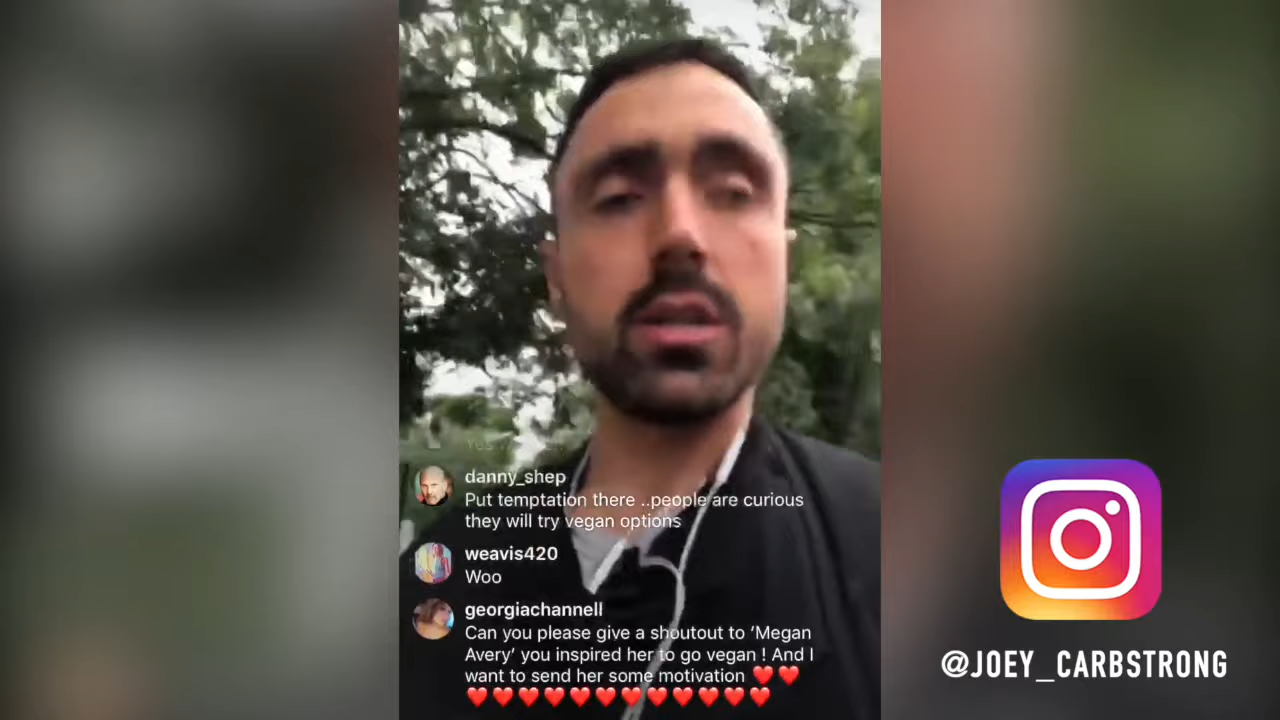 danny_shep
Put temptation there ..people are curious
they will try vegan options
weavis420
Woo
georgiachannell
Can you please give a shoutout to ‘Megan
Avery’ you inspired her to go vegan ! And I
want to send her some motivation ❤️❤️
❤️❤️❤️❤️❤️❤️❤️❤️❤️❤️❤️❤️
@JOEY_CARBSTRONG